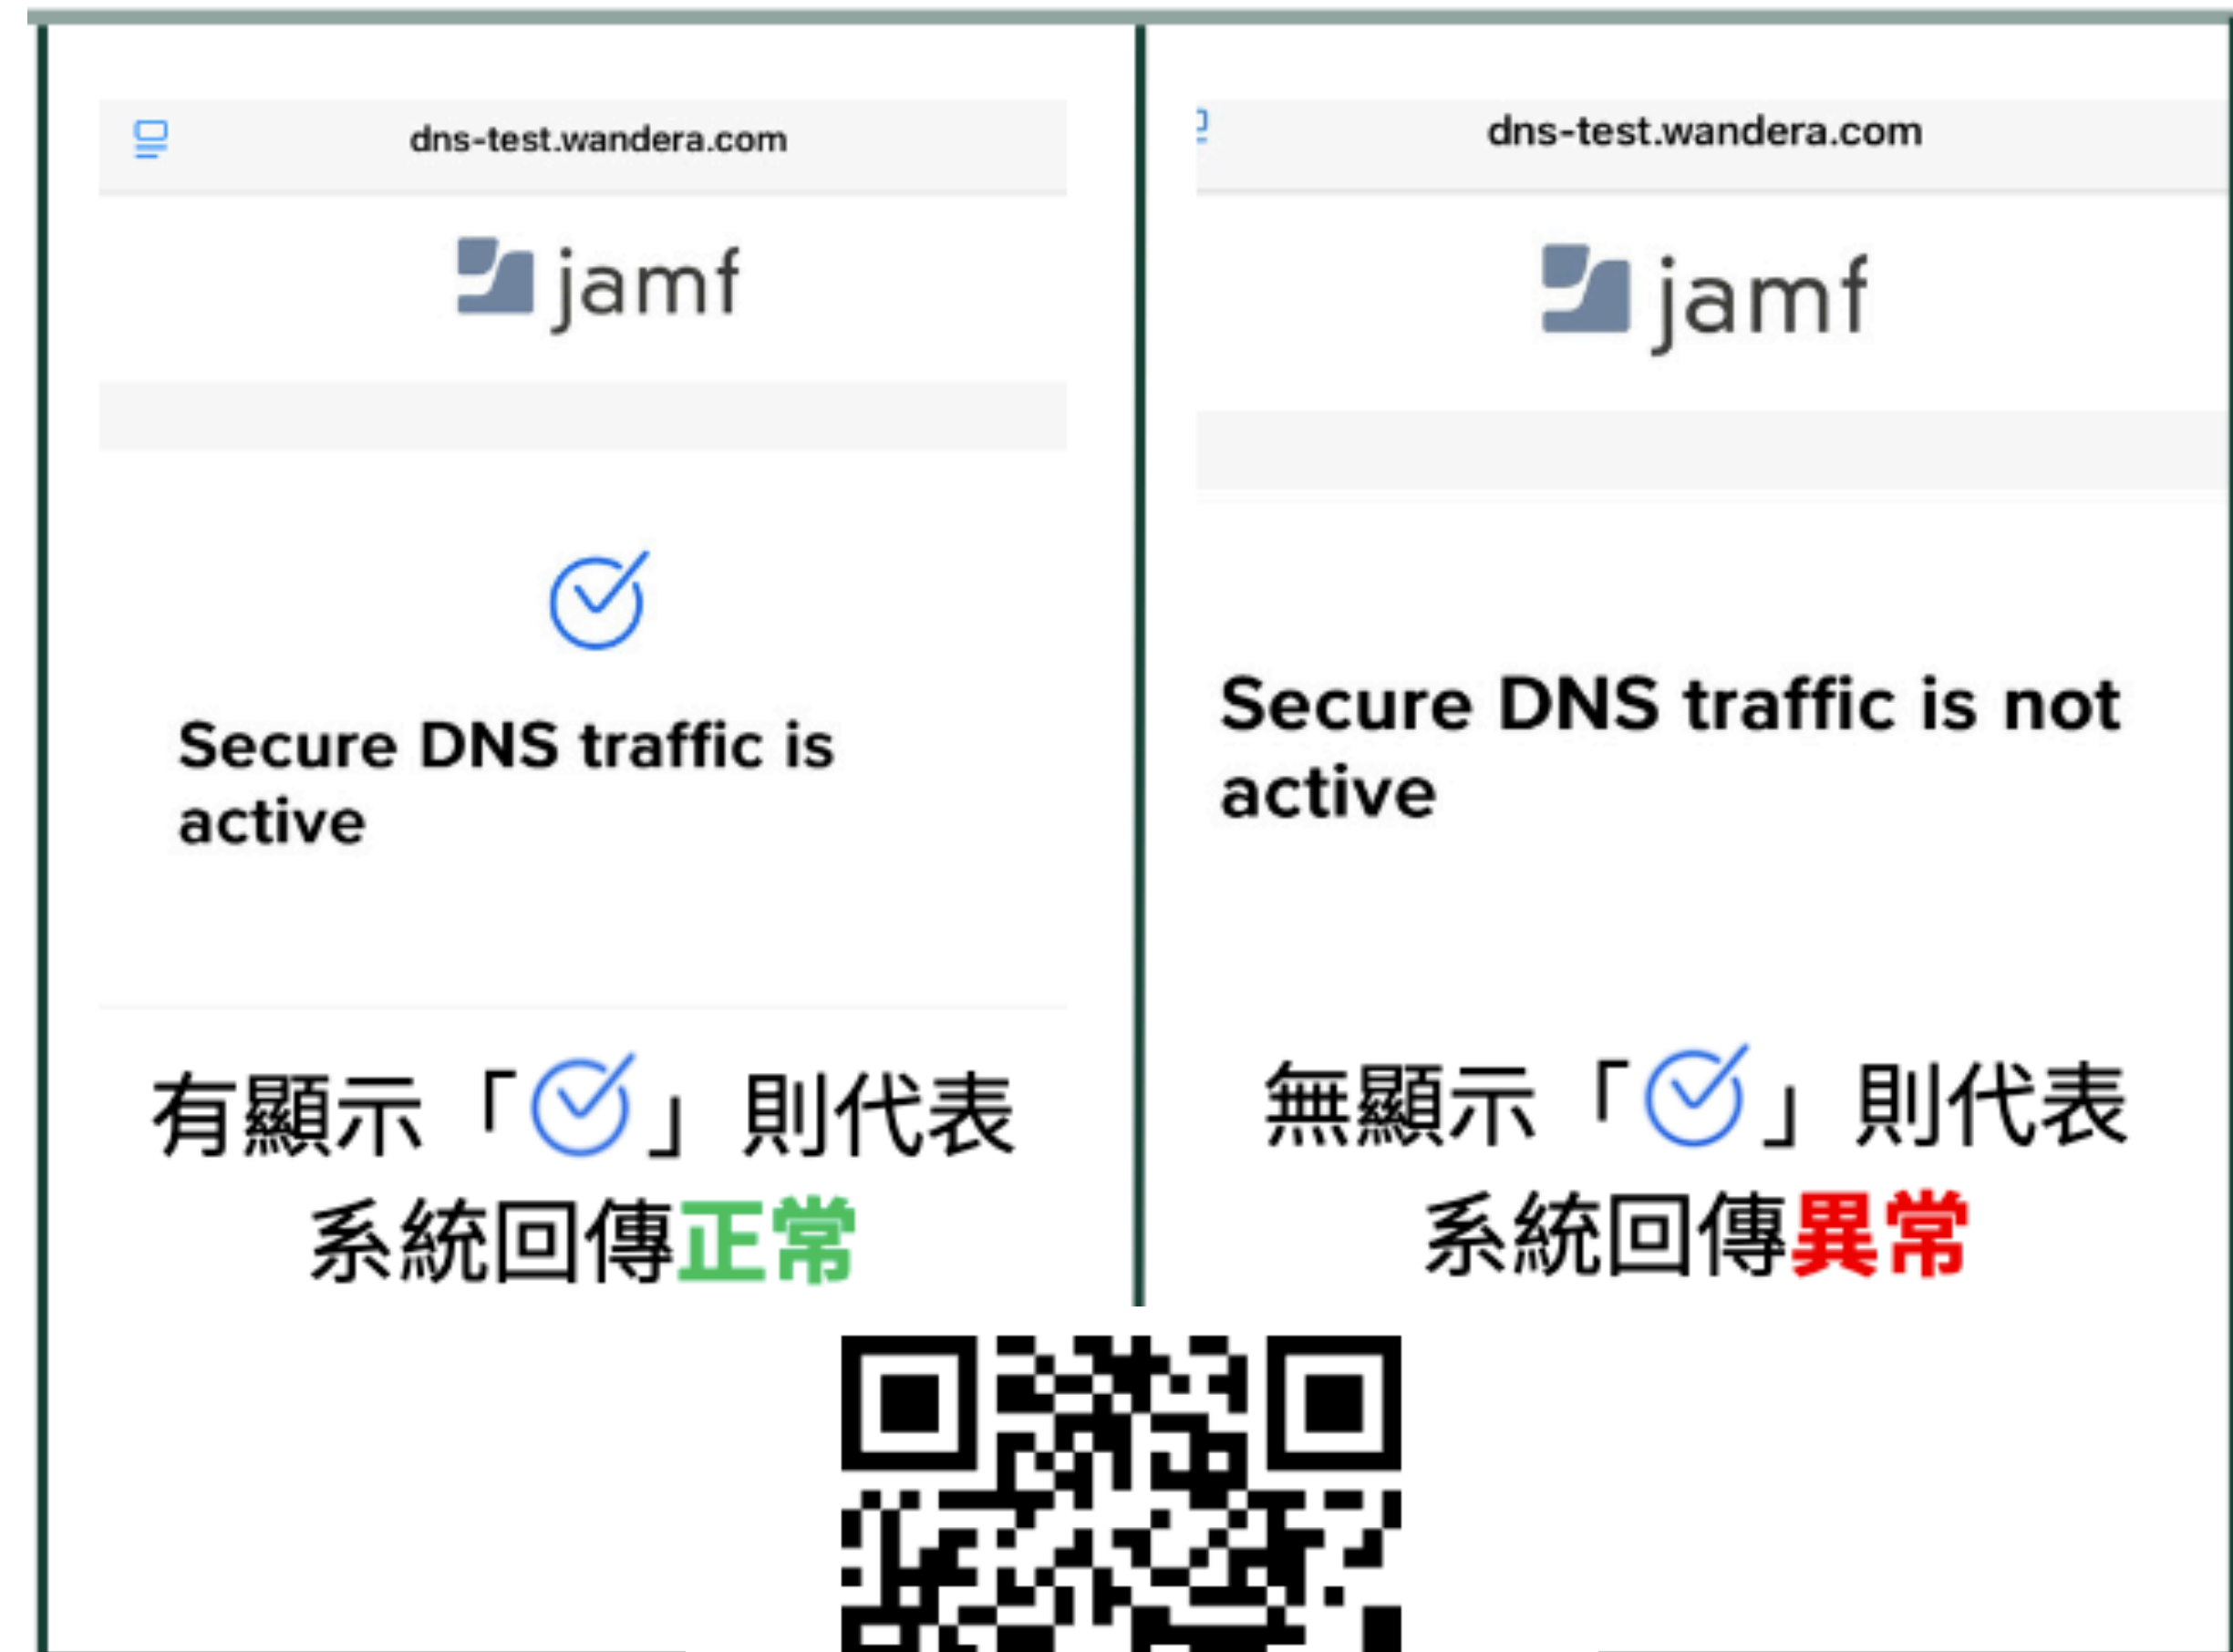 dns-test.wandera.com
jamf
Secure DNS traffic is
active
有顯示「」則代表
系統回傳正常
dns-test.wandera.com
jamf
Secure DNS traffic is not
active
無顯示「」則代表
系統回傳異常